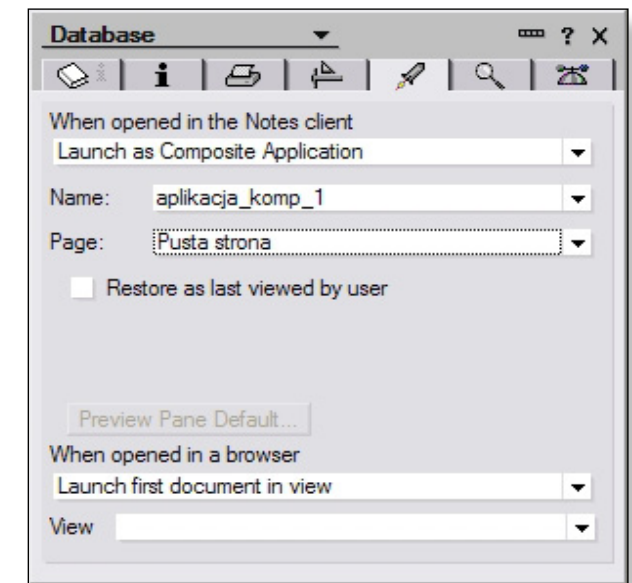 Database
?
i
When opened in the Notes client
Launch as Composite Application
Name: aplikacja_komp_1
Page: Pusta strona
Restore as last viewed by user
Preview Pane Default...
When opened in a browser
Launch first document in view
View